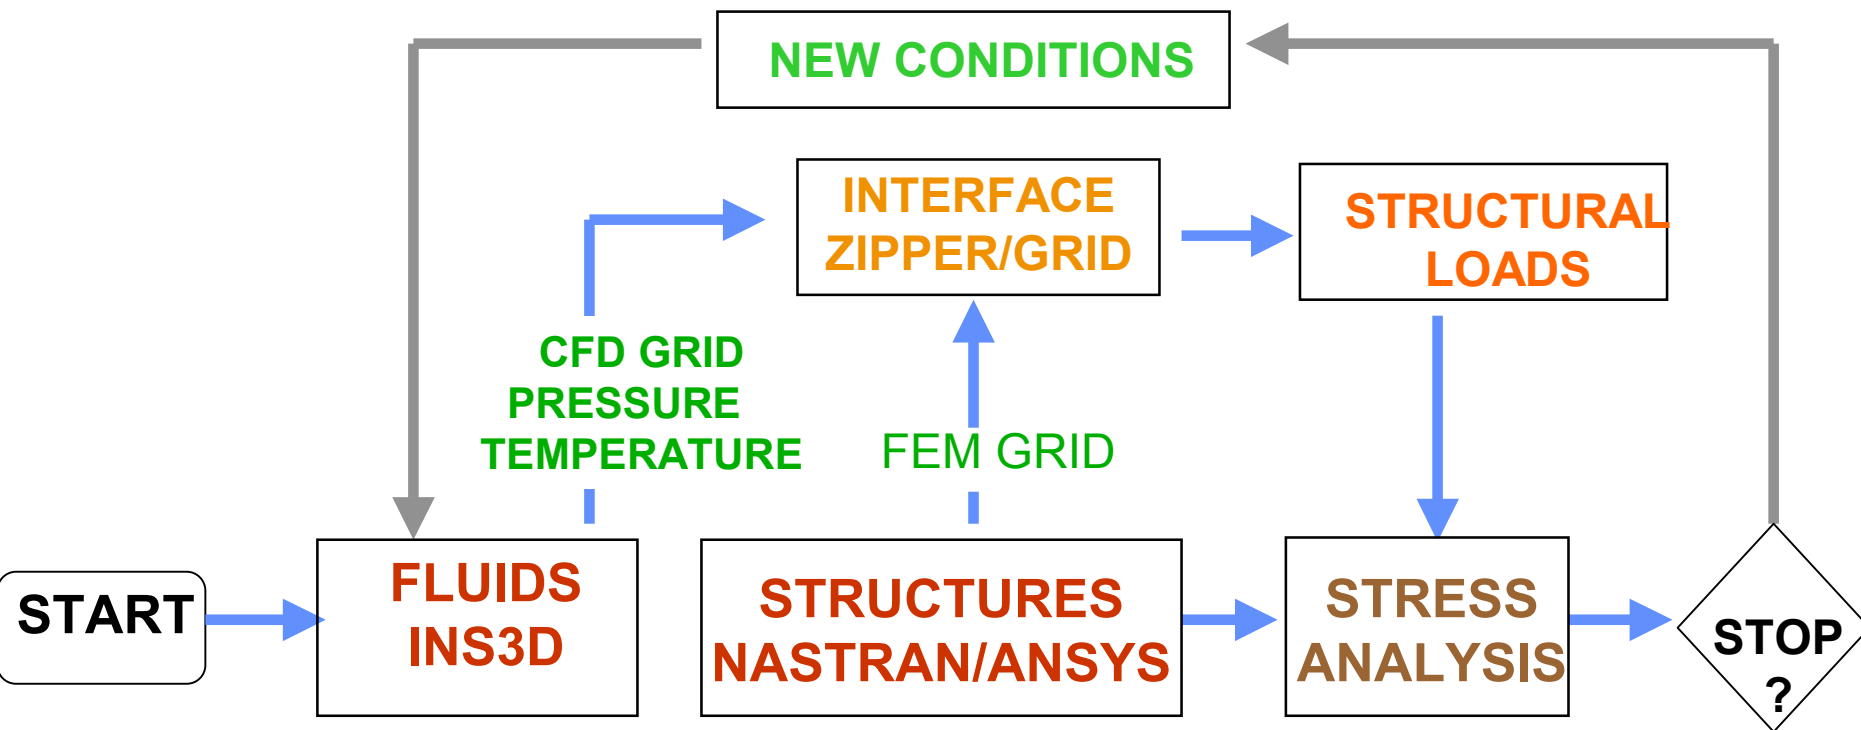 NEW CONDITIONS
INTERFACE
ZIPPER/GRID
STRUCTURAL
LOADS
CFD GRID
PRESSURE
TEMPERATURE
FEM GRID
START
FLUIDS
INS3D
STRUCTURES
NASTRAN/ANSYS
STRESS
ANALYSIS
STOP
?